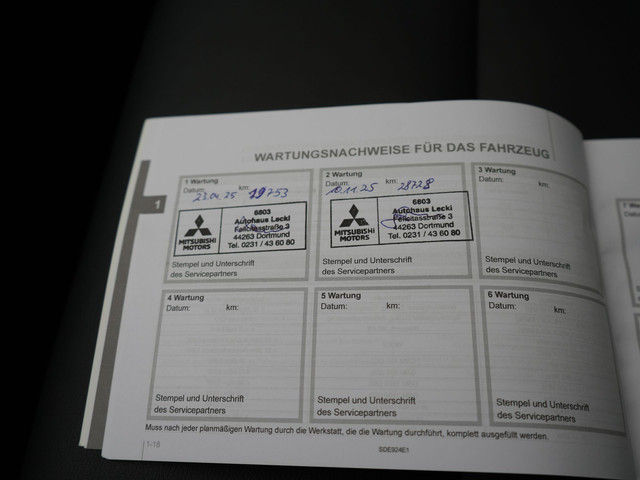 WARTUNGSNACHWEISE FÜR DAS FAHRZEUG
1
1 Wartung
Datum: km:
23.04.25 19753
6803
Autohaus Lecki
Felicitasstraße 3
44263 Dortmund
Tel. 0231 / 43 60 80
MITSUBISHI
MOTORS
Stempel und Unterschrift
des Servicepartners
2 Wartung
Datum: km:
10.11.25 28728
6803
Autohaus Lecki
Felicitasstraße 3
44263 Dortmund
Tel. 0231 / 43 60 80
MITSUBISHI
MOTORS
Stempel und Unterschrift
des Servicepartners
3 Wartung
Datum: km:
Stempel und Unterschrift
des Servicepartners
4 Wartung
Datum: km:
Stempel und Unterschrift
des Servicepartners
5 Wartung
Datum: km:
Stempel und Unterschrift
des Servicepartners
6 Wartung
Datum: km:
Stempel und Unterschrift
des Servicepartners
Muss nach jeder planmäßigen Wartung durch die Werkstatt, die die Wartung durchführt, komplett ausgefüllt werden.
1-18
SDE924E1